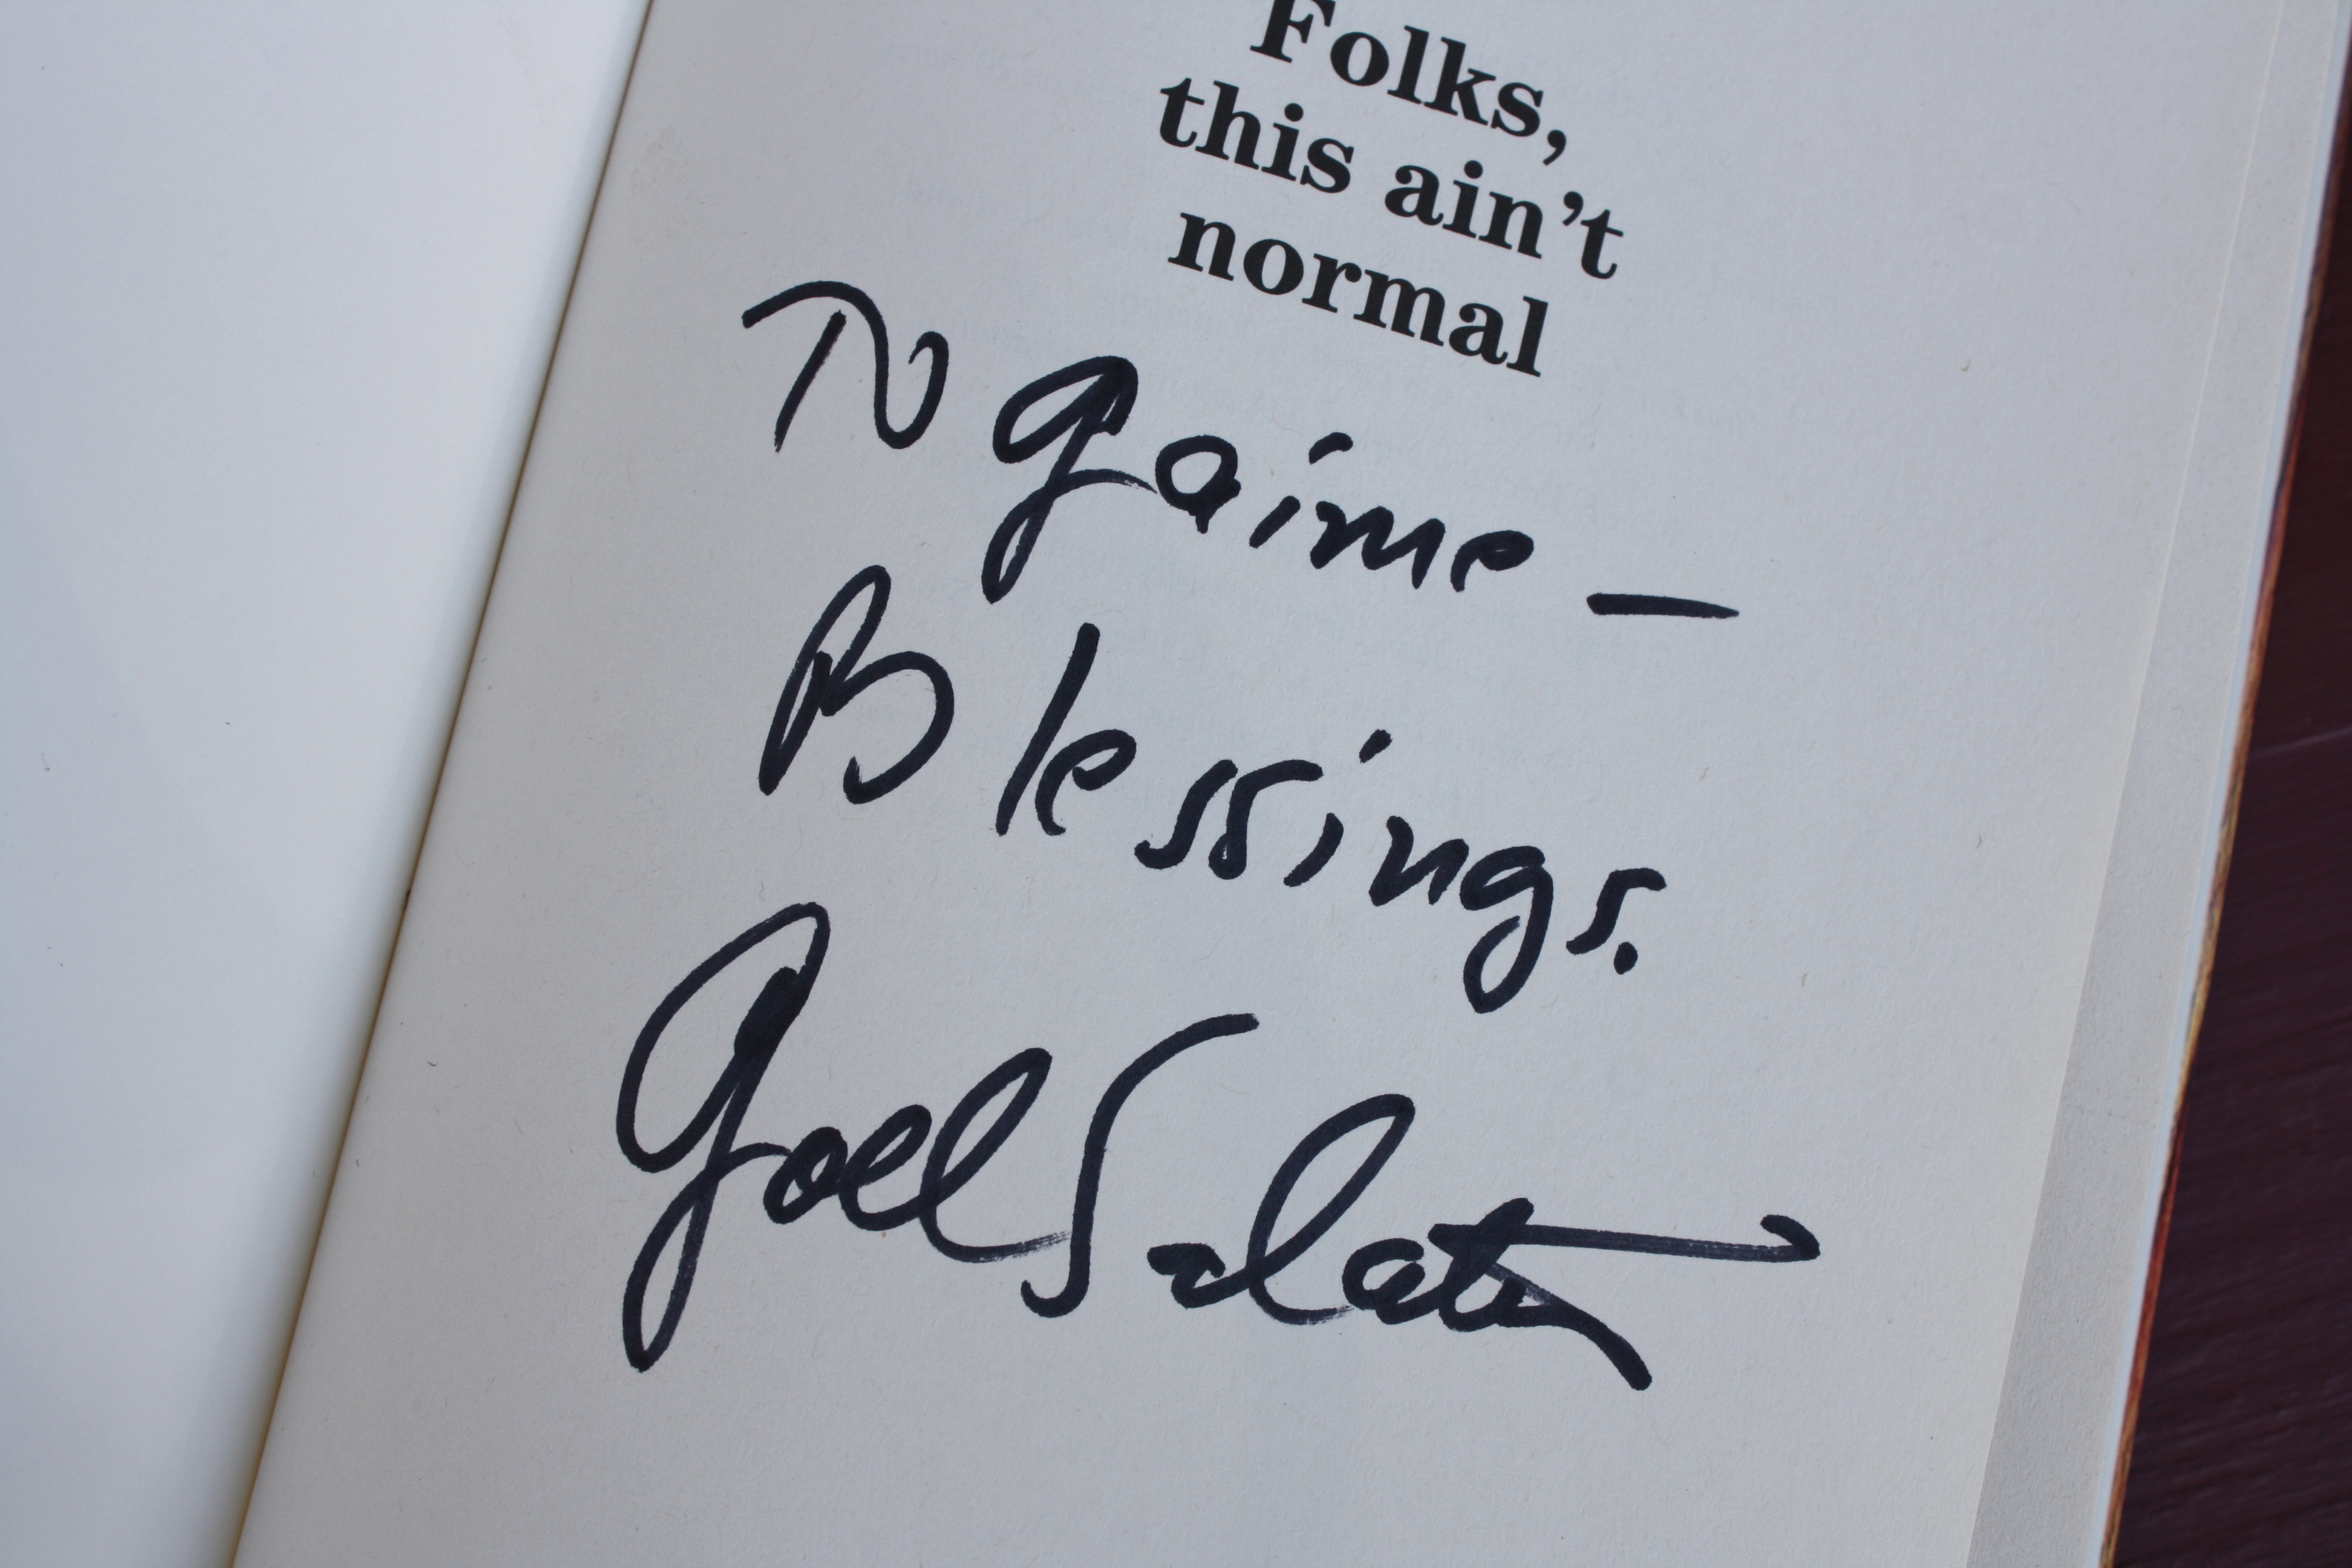 Folks,
this ain't
normal
To Jaime –
Blessings.
Joel Salatin